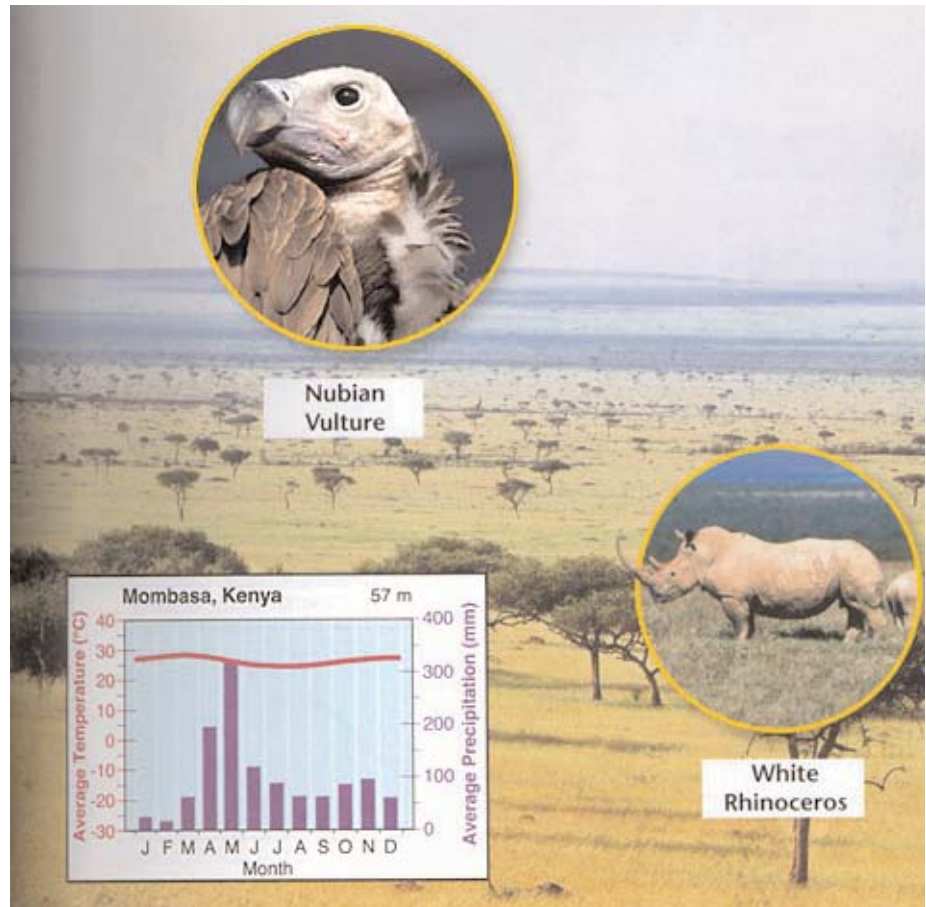 Nubian
Vulture
White
Rhinoceros
Mombasa, Kenya 57 m
Average Temperature (°C)
40
30
20
10
0
-10
-20
-30
Average Precipitation (mm)
400
300
200
100
0
J F M A M J J A S O N D
Month